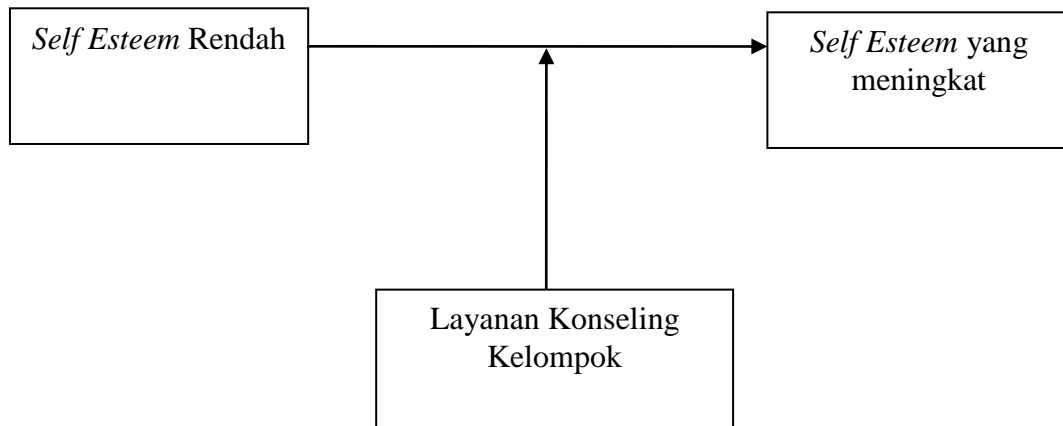 Self Esteem Rendah
Self Esteem yang
meningkat
Layanan Konseling
Kelompok